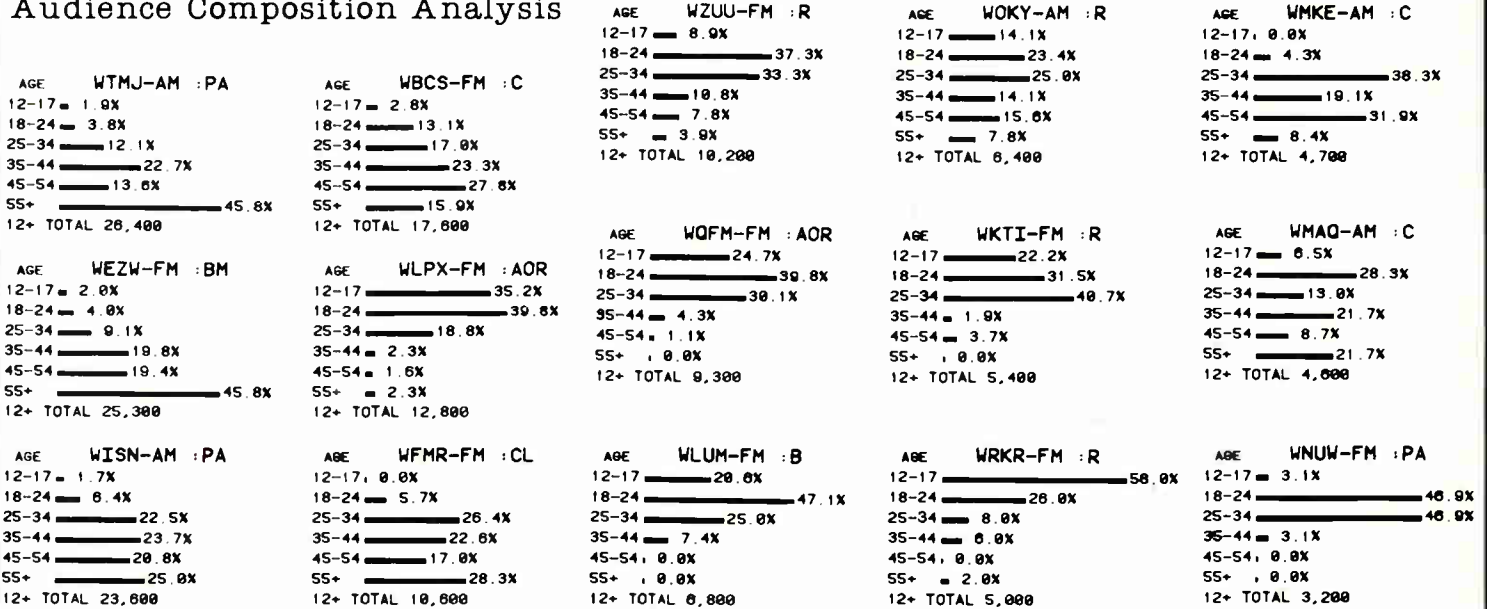 Audience Composition Analysis
AGE WTMJ-AM :PA
12-17 1.9%
18-24 3.8%
25-34 12.1%
35-44 22.7%
45-54 13.6%
55+ 45.8%
12+ TOTAL 26,400
AGE WEZW-FM :BM
12-17 2.0%
18-24 4.0%
25-34 9.1%
35-44 19.8%
45-54 19.4%
55+ 45.8%
12+ TOTAL 25,300
AGE WISN-AM :PA
12-17 1.7%
18-24 6.4%
25-34 22.5%
35-44 23.7%
45-54 20.8%
55+ 25.0%
12+ TOTAL 23,600
AGE WBCS-FM :C
12-17 2.8%
18-24 13.1%
25-34 17.0%
35-44 23.3%
45-54 27.8%
55+ 15.9%
12+ TOTAL 17,600
AGE WLPX-FM :AOR
12-17 35.2%
18-24 39.8%
25-34 18.8%
35-44 2.3%
45-54 1.6%
55+ 2.3%
12+ TOTAL 12,800
AGE WFMR-FM :CL
12-17 0.0%
18-24 5.7%
25-34 26.4%
35-44 22.6%
45-54 17.0%
55+ 28.3%
12+ TOTAL 10,600
AGE WZUU-FM :R
12-17 6.9%
18-24 37.3%
25-34 33.3%
35-44 10.8%
45-54 7.8%
55+ 3.9%
12+ TOTAL 10,200
AGE WQFM-FM :AOR
12-17 24.7%
18-24 39.8%
25-34 30.1%
35-44 4.3%
45-54 1.1%
55+ 0.0%
12+ TOTAL 9,300
AGE WLUM-FM :B
12-17 20.6%
18-24 47.1%
25-34 25.0%
35-44 7.4%
45-54 0.0%
55+ 0.0%
12+ TOTAL 6,800
AGE WOKY-AM :R
12-17 14.1%
18-24 23.4%
25-34 25.0%
35-44 14.1%
45-54 15.6%
55+ 7.8%
12+ TOTAL 6,400
AGE WKTI-FM :R
12-17 22.2%
18-24 31.5%
25-34 40.7%
35-44 1.9%
45-54 3.7%
55+ 0.0%
12+ TOTAL 5,400
AGE WRKR-FM :R
12-17 58.0%
18-24 26.0%
25-34 8.0%
35-44 6.0%
45-54 0.0%
55+ 2.0%
12+ TOTAL 5,000
AGE WMKE-AM :C
12-17 0.0%
18-24 4.3%
25-34 38.3%
35-44 19.1%
45-54 31.9%
55+ 6.4%
12+ TOTAL 4,700
AGE WMAQ-AM :C
12-17 6.5%
18-24 28.3%
25-34 13.0%
35-44 21.7%
45-54 8.7%
55+ 21.7%
12+ TOTAL 4,600
AGE WNUW-FM :PA
12-17 3.1%
18-24 46.9%
25-34 46.9%
35-44 3.1%
45-54 0.0%
55+ 0.0%
12+ TOTAL 3,200